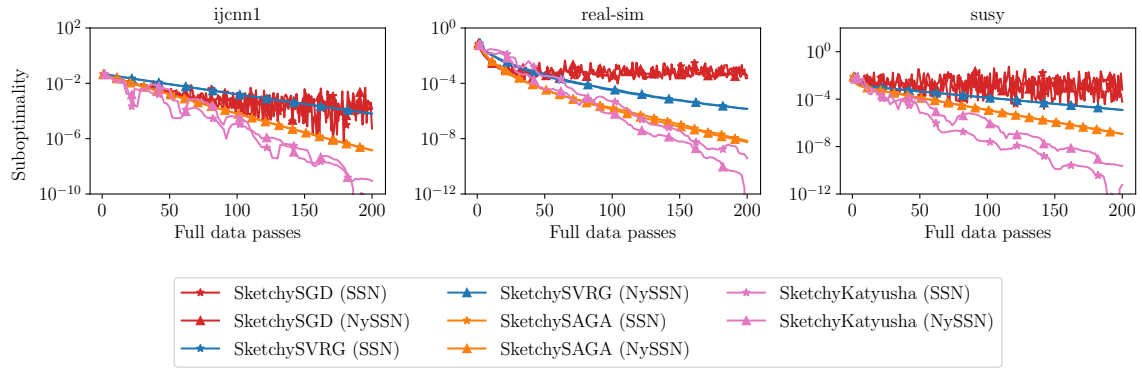 ijcnn1
real-sim
susy
Suboptimality
10^2
10^-2
10^-6
10^-10
10^0
10^-4
10^-8
10^-12
10^0
10^-4
10^-8
10^-12
0 50 100 150 200
0 50 100 150 200
0 50 100 150 200
Full data passes
Full data passes
Full data passes
SketchySGD (SSN)
SketchySGD (NySSN)
SketchySVRG (SSN)
SketchySVRG (NySSN)
SketchySAGA (SSN)
SketchySAGA (NySSN)
SketchyKatyusha (SSN)
SketchyKatyusha (NySSN)